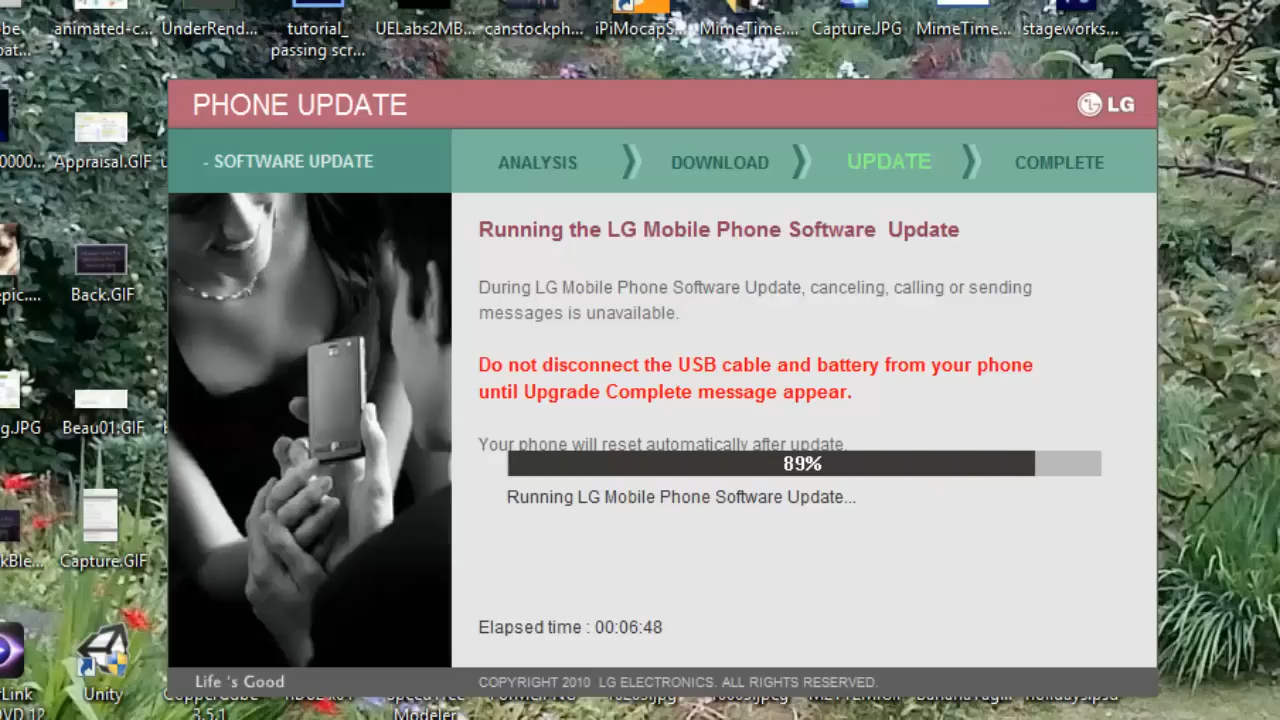 animated-c...
UnderRend...
tutorial_
passing scr...
UELabs2MB...
canstockph...
iPiMocapS...
MimeTime....
Capture.JPG
MimeTime...
stageworks...
PHONE UPDATE
LG
- SOFTWARE UPDATE
ANALYSIS
DOWNLOAD
UPDATE
COMPLETE
Appraisal.GIF
Running the LG Mobile Phone Software  Update
During LG Mobile Phone Software Update, canceling, calling or sending
messages is unavailable.
Back.GIF
Do not disconnect the USB cable and battery from your phone
until Upgrade Complete message appear.
g.JPG
Beau01.GIF
Your phone will reset automatically after update.
89%
Running LG Mobile Phone Software Update...
Capture.GIF
Elapsed time : 00:06:48
Unity
Life 's Good
COPYRIGHT 2010  LG ELECTRONICS. ALL RIGHTS RESERVED.
3.5.1
Modeler